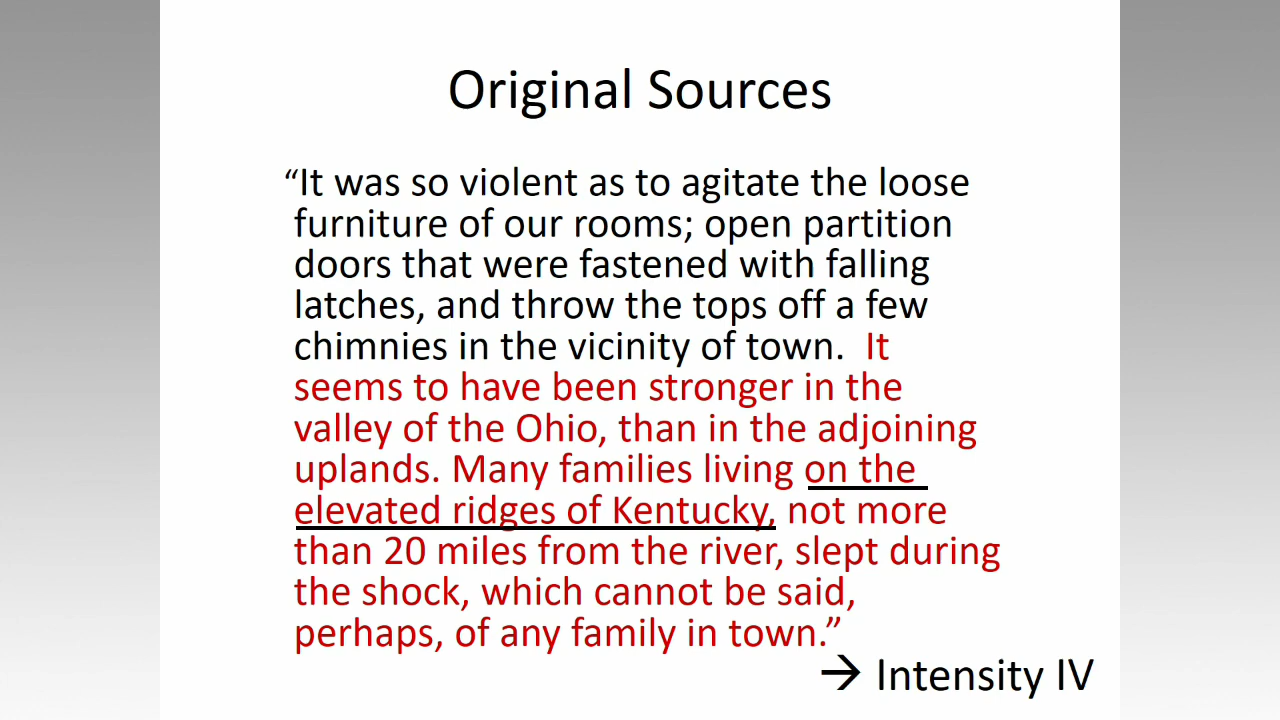 Original Sources
“It was so violent as to agitate the loose
furniture of our rooms; open partition
doors that were fastened with falling
latches, and throw the tops off a few
chimnies in the vicinity of town. It
seems to have been stronger in the
valley of the Ohio, than in the adjoining
uplands. Many families living on the
elevated ridges of Kentucky, not more
than 20 miles from the river, slept during
the shock, which cannot be said,
perhaps, of any family in town.”
→ Intensity IV